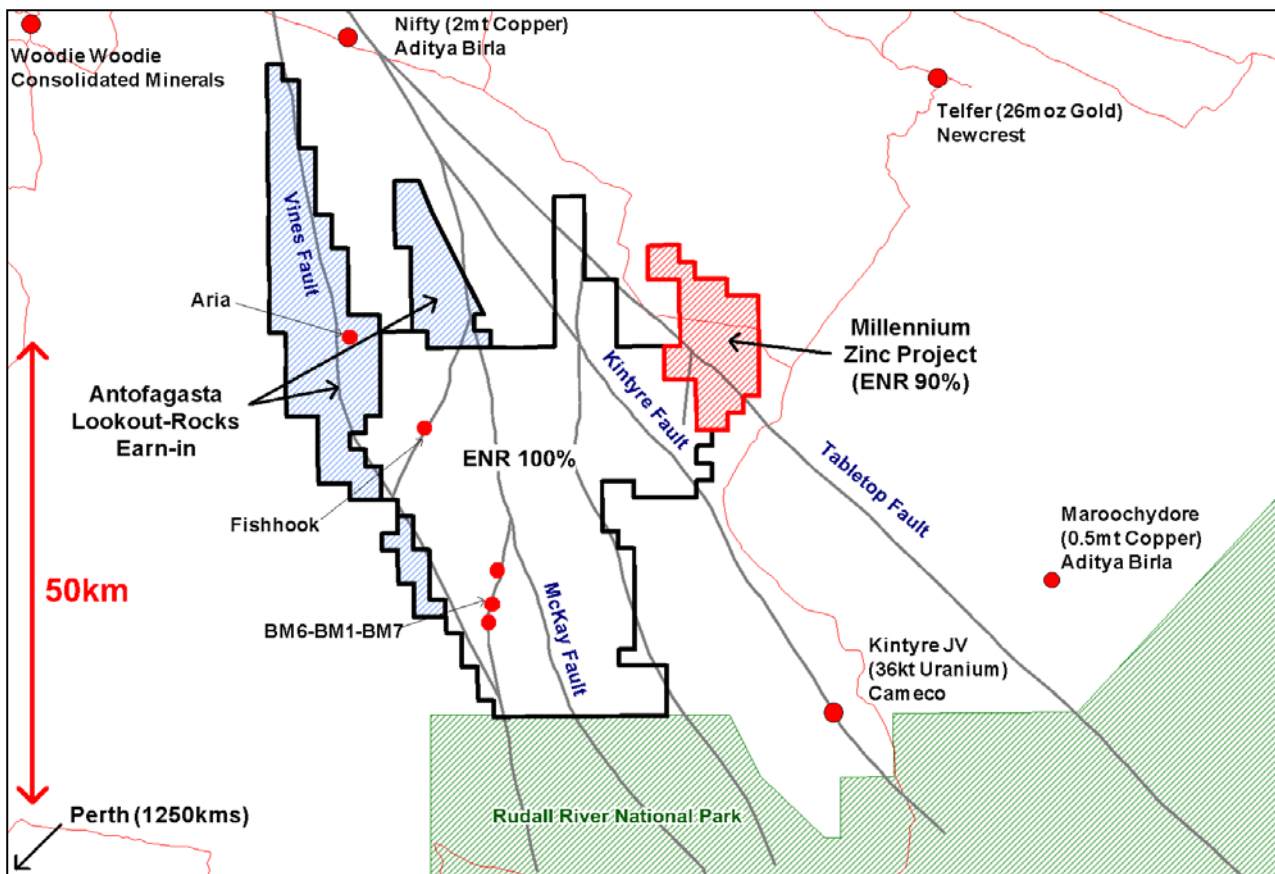 Woodie Woodie
Consolidated Minerals
Nifty (2mt Copper)
Aditya Birla
Telfer (26moz Gold)
Newcrest
Vines Fault
Aria
Antofagasta
Lookout-Rocks
Earn-in
Kintyre Fault
Millennium
Zinc Project
(ENR 90%)
ENR 100%
Tabletop Fault
Fishhook
Maroochydore
(0.5mt Copper)
Aditya Birla
50km
McKay Fault
BM6-BM1-BM7
Kintyre JV
(36kt Uranium)
Cameco
Perth (1250kms)
Rudall River National Park